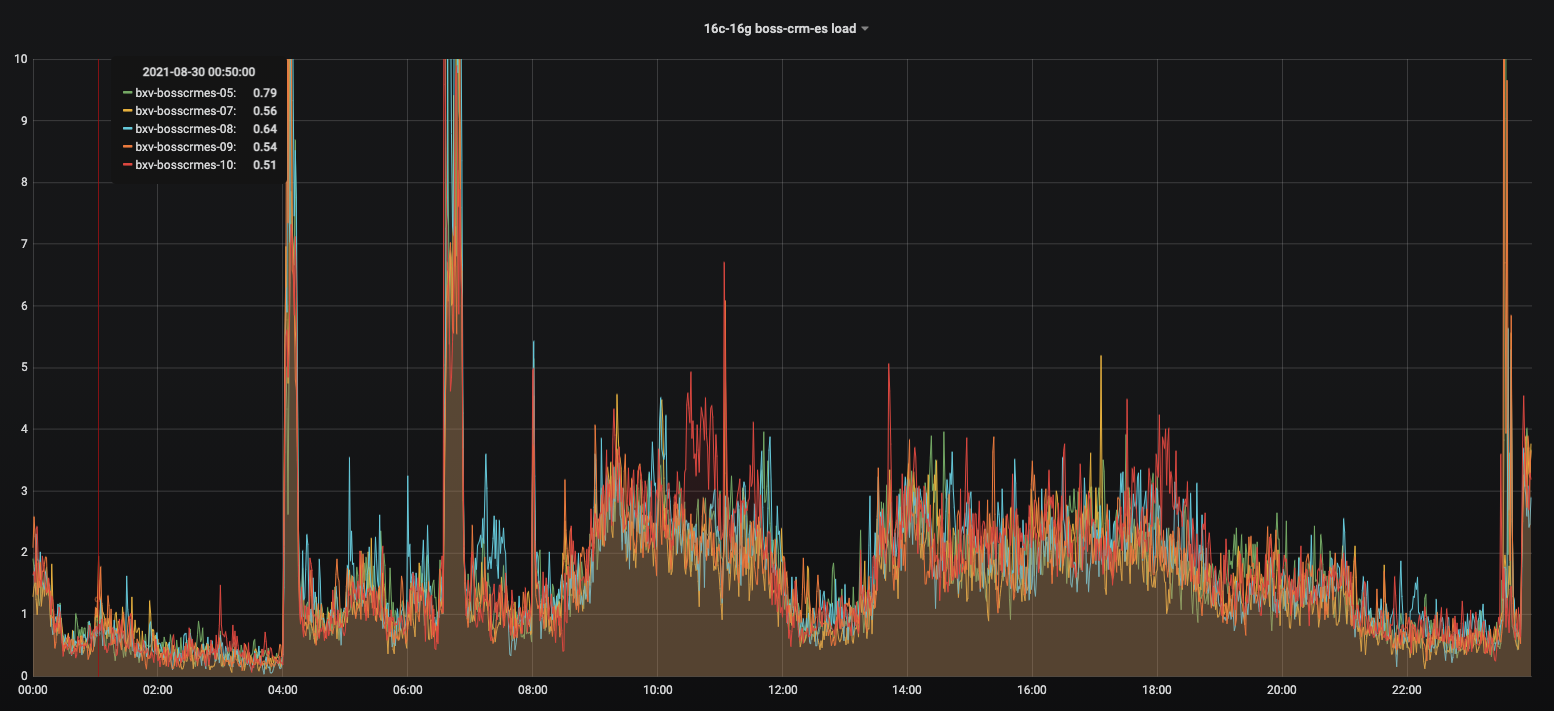 16c-16g boss-crm-es load
10
2021-08-30 00:50:00
bxv-bosscrmes-05: 0.79
9
bxv-bosscrmes-07: 0.56
bxv-bosscrmes-08: 0.64
bxv-bosscrmes-09: 0.54
bxv-bosscrmes-10: 0.51
8
7
6
5
4
3
2
1
0
00:00 02:00 04:00 06:00 08:00 10:00 12:00 14:00 16:00 18:00 20:00 22:00